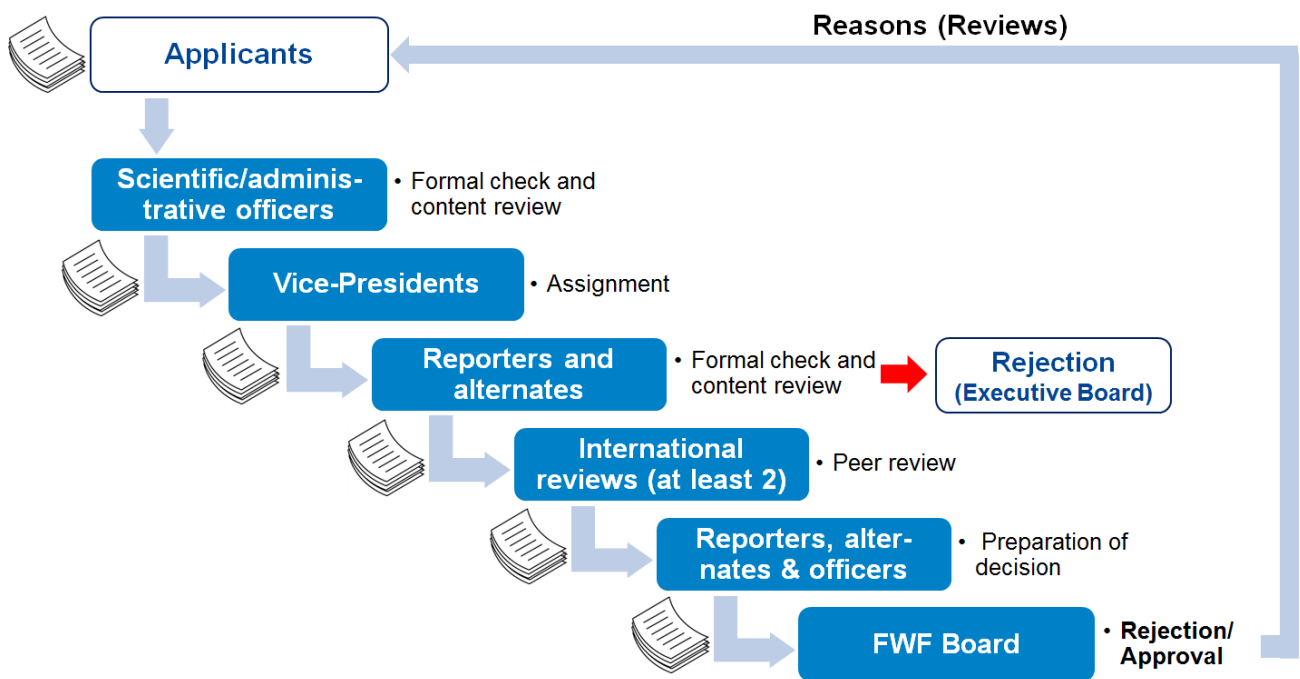 Reasons (Reviews)
Applicants
Scientific/adminis-
trative officers
• Formal check and
content review
Vice-Presidents
• Assignment
Reporters and
alternates
• Formal check and
content review
Rejection
(Executive Board)
International
reviews (at least 2)
• Peer review
Reporters, alter-
nates & officers
• Preparation of
decision
FWF Board
• Rejection/
Approval